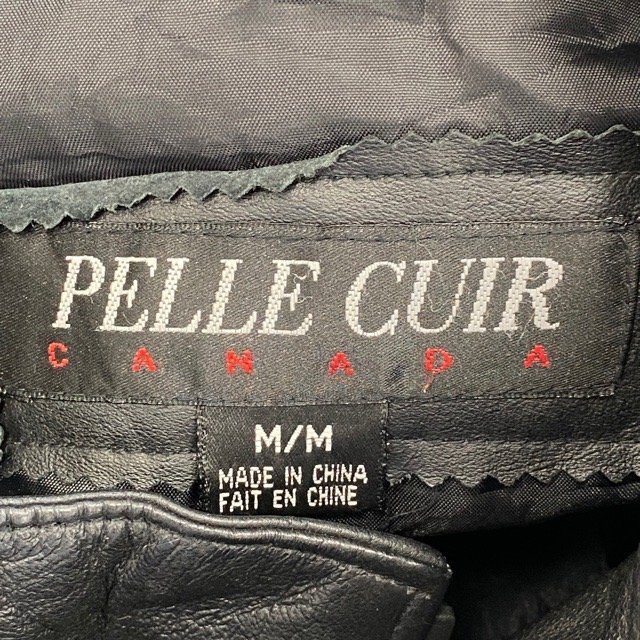 PELLE CUIR
CANADA
M/M
MADE IN CHINA
FAIT EN CHINE